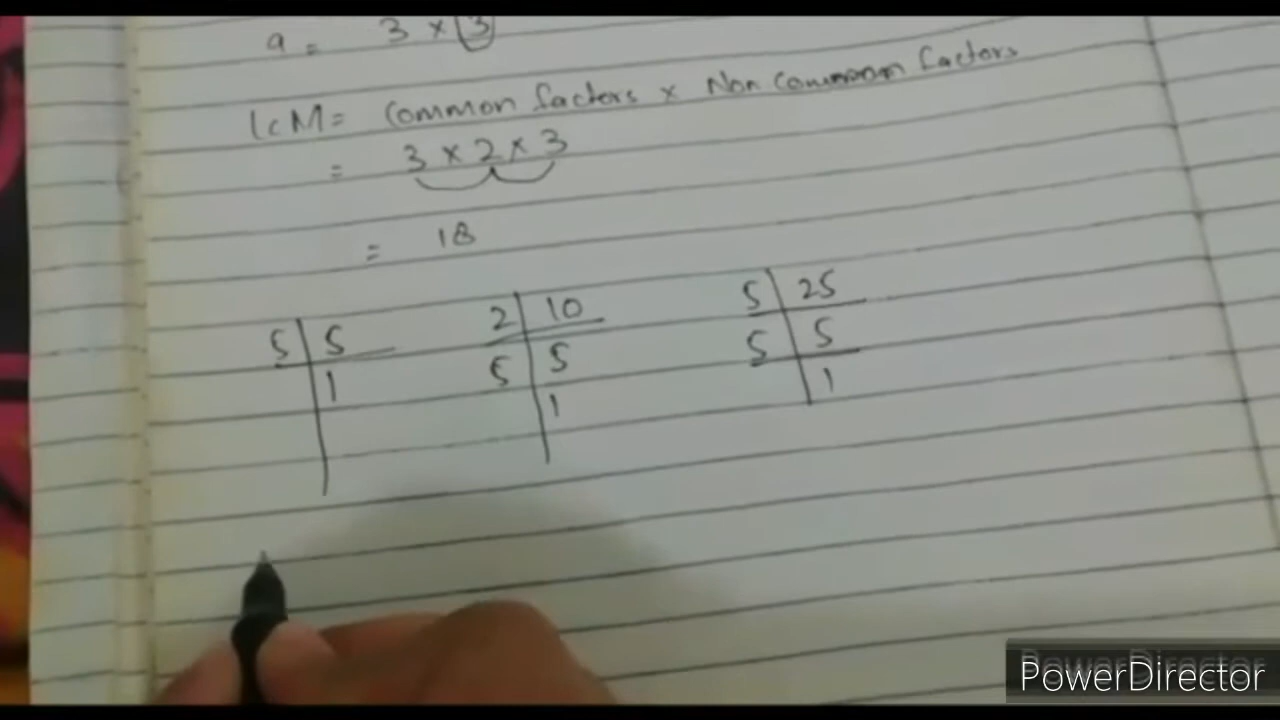 9 = 3 × 3
LCM = Common factors × Non common factors
= 3 × 2 × 3
= 18
5 | 5 2 | 10 5 | 25
1 5 | 5 5 | 5
1 1
PowerDirector